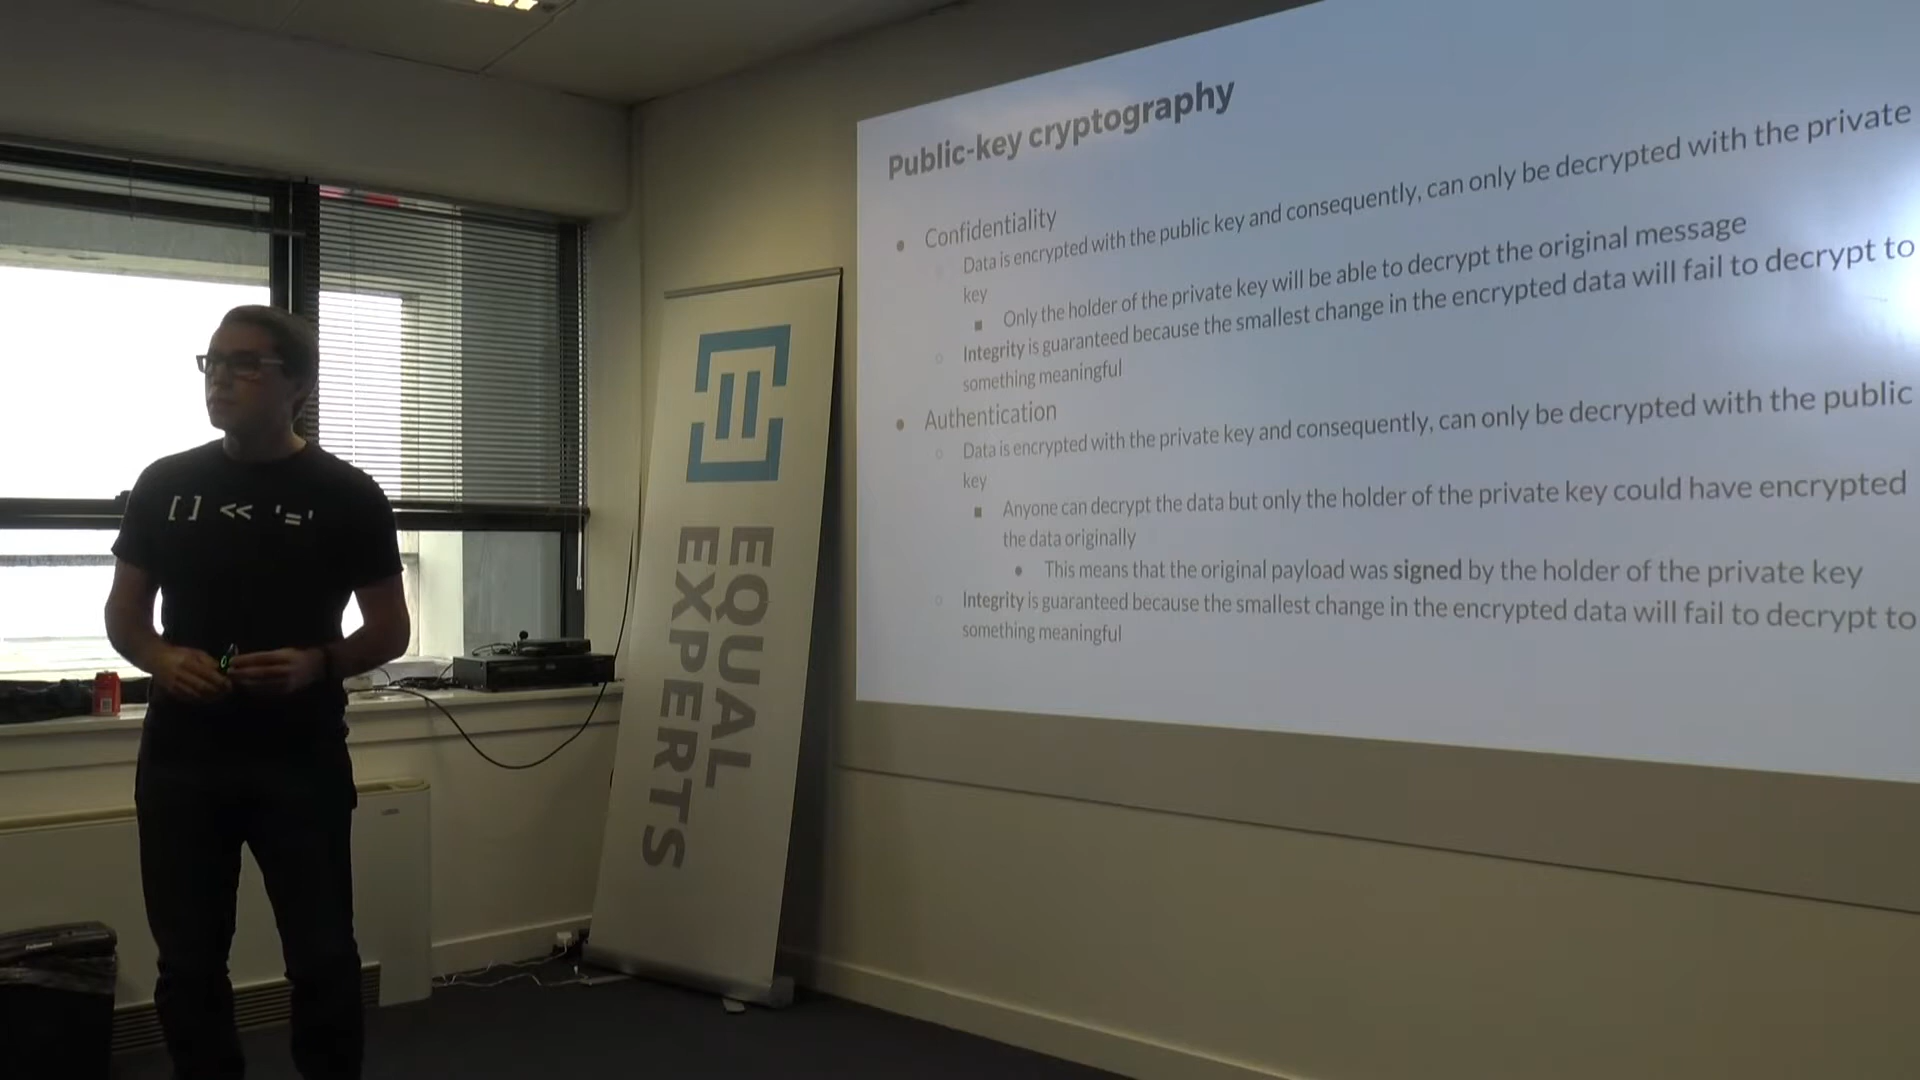 Public-key cryptography
Confidentiality
Data is encrypted with the public key and consequently, can only be decrypted with the private
key
Only the holder of the private key will be able to decrypt the original message
Integrity is guaranteed because the smallest change in the encrypted data will fail to decrypt to
something meaningful
Authentication
Data is encrypted with the private key and consequently, can only be decrypted with the public
key
Anyone can decrypt the data but only the holder of the private key could have encrypted
the data originally
This means that the original payload was signed by the holder of the private key
Integrity is guaranteed because the smallest change in the encrypted data will fail to decrypt to
something meaningful
[] << '='
EQUAL
EXPERTS